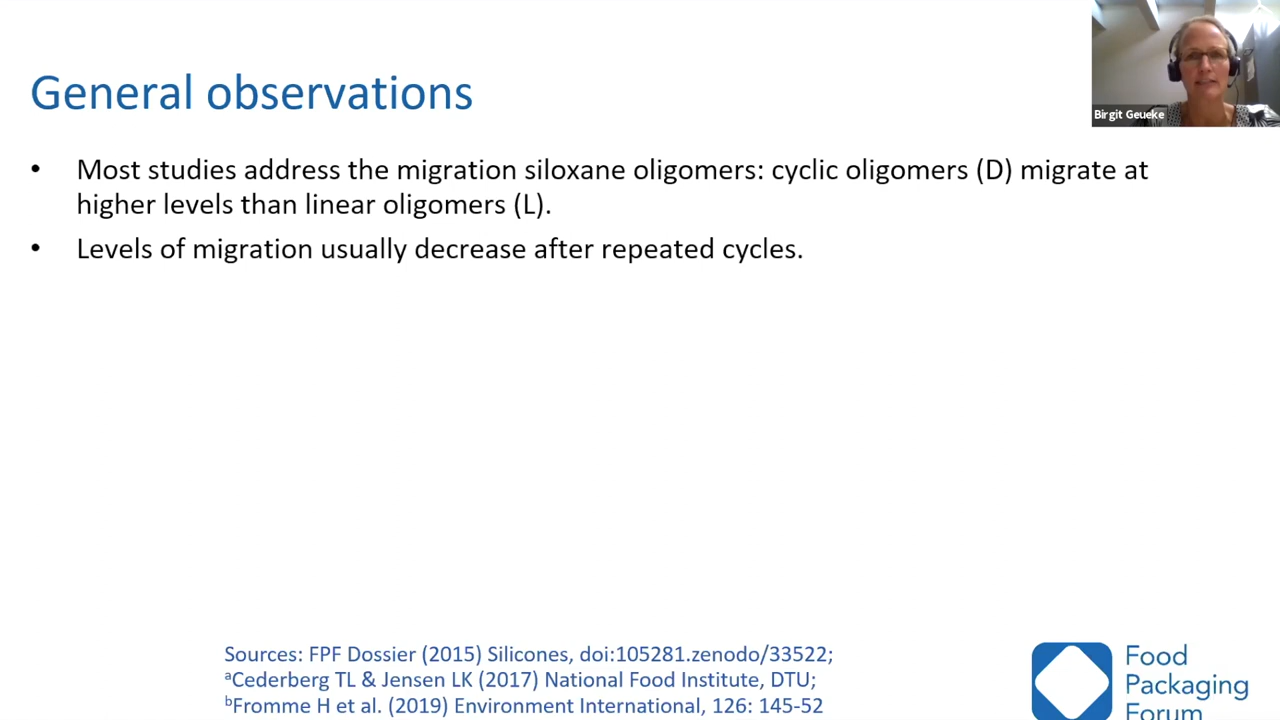 General observations
Birgit Geueke
• Most studies address the migration siloxane oligomers: cyclic oligomers (D) migrate at
higher levels than linear oligomers (L).
• Levels of migration usually decrease after repeated cycles.
Sources: FPF Dossier (2015) Silicones, doi:105281.zenodo/33522;
ᵃCederberg TL & Jensen LK (2017) National Food Institute, DTU;
ᵇFromme H et al. (2019) Environment International, 126: 145-52
Food
Packaging
Forum